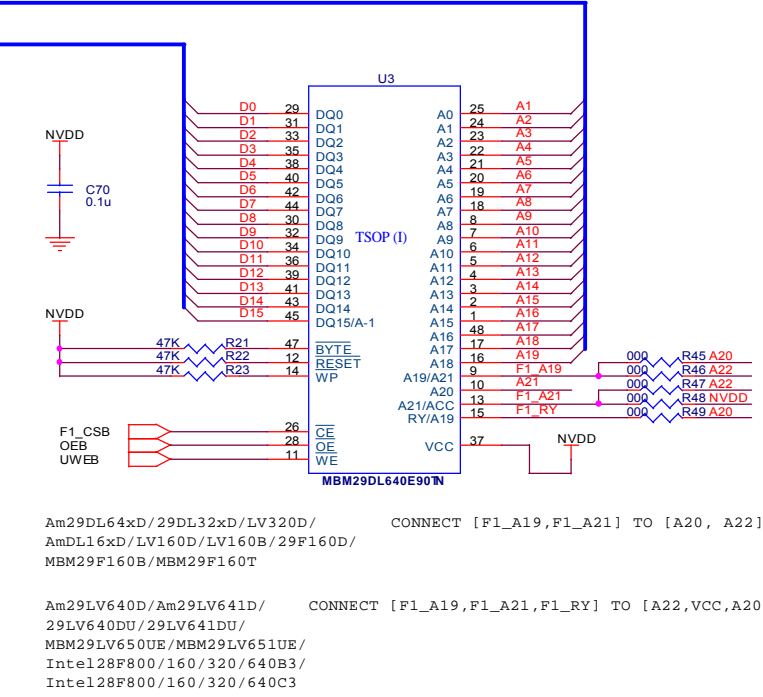 U3
D0 29 DQ0 A0 25 A1
D1 31 DQ1 A1 24 A2
D2 33 DQ2 A2 23 A3
D3 35 DQ3 A3 22 A4
D4 38 DQ4 A4 21 A5
D5 40 DQ5 A5 20 A6
D6 42 DQ6 A6 19 A7
D7 44 DQ7 A7 18 A8
D8 30 DQ8 A8 8 A9
D9 32 DQ9 A9 7 A10
D10 34 DQ10 A10 6 A11
D11 36 DQ11 A11 5 A12
D12 39 DQ12 A12 4 A13
D13 41 DQ13 A13 3 A14
D14 43 DQ14 A14 2 A15
D15 45 DQ15/A-1 A15 1 A16
TSOP (I)
NVDD
C70
0.1u
NVDD
A16 48 A17
47K R21 47 BYTE A17 17 A18
47K R22 12 RESET A18 16 A19
47K R23 14 WP A19/A21 9 F1_A19
A20 10 A21
A21/ACC 13 F1_A21
RY/A19 15 F1_RY
000 R45 A20
000 R46 A22
000 R47 A22
000 R48 NVDD
000 R49 A20
F1_CSB 26 CE
OEB 28 OE
UWEB 11 WE
VCC 37 NVDD
MBM29DL640E90TN
Am29DL64xD/29DL32xD/LV320D/ CONNECT [F1_A19,F1_A21] TO [A20, A22]
AmDL16xD/LV160D/LV160B/29F160D/
MBM29F160B/MBM29F160T
Am29LV640D/Am29LV641D/ CONNECT [F1_A19,F1_A21,F1_RY] TO [A22,VCC,A20
29LV640DU/29LV641DU/
MBM29LV650UE/MBM29LV651UE/
Intel28F800/160/320/640B3/
Intel28F800/160/320/640C3